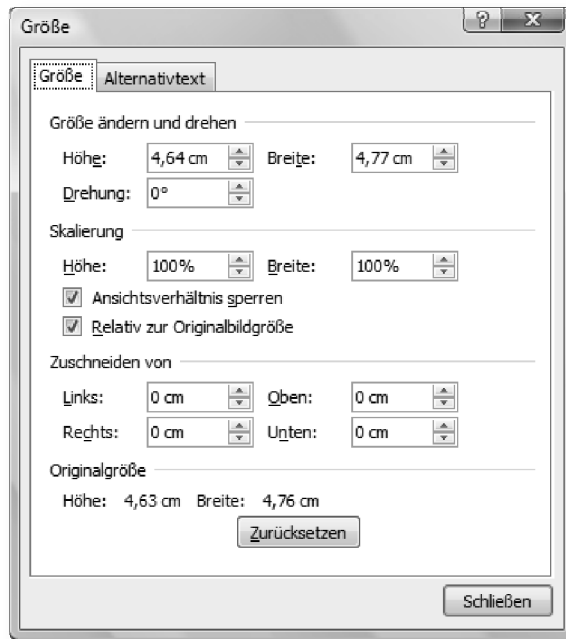 Größe
Größe Alternativtext
Größe ändern und drehen
Höhe: 4,64 cm Breite: 4,77 cm
Drehung: 0°
Skalierung
Höhe: 100% Breite: 100%
Ansichtsverhältnis sperren
Relativ zur Originalbildgröße
Zuschneiden von
Links: 0 cm Oben: 0 cm
Rechts: 0 cm Unten: 0 cm
Originalgröße
Höhe: 4,63 cm Breite: 4,76 cm
Zurücksetzen
Schließen